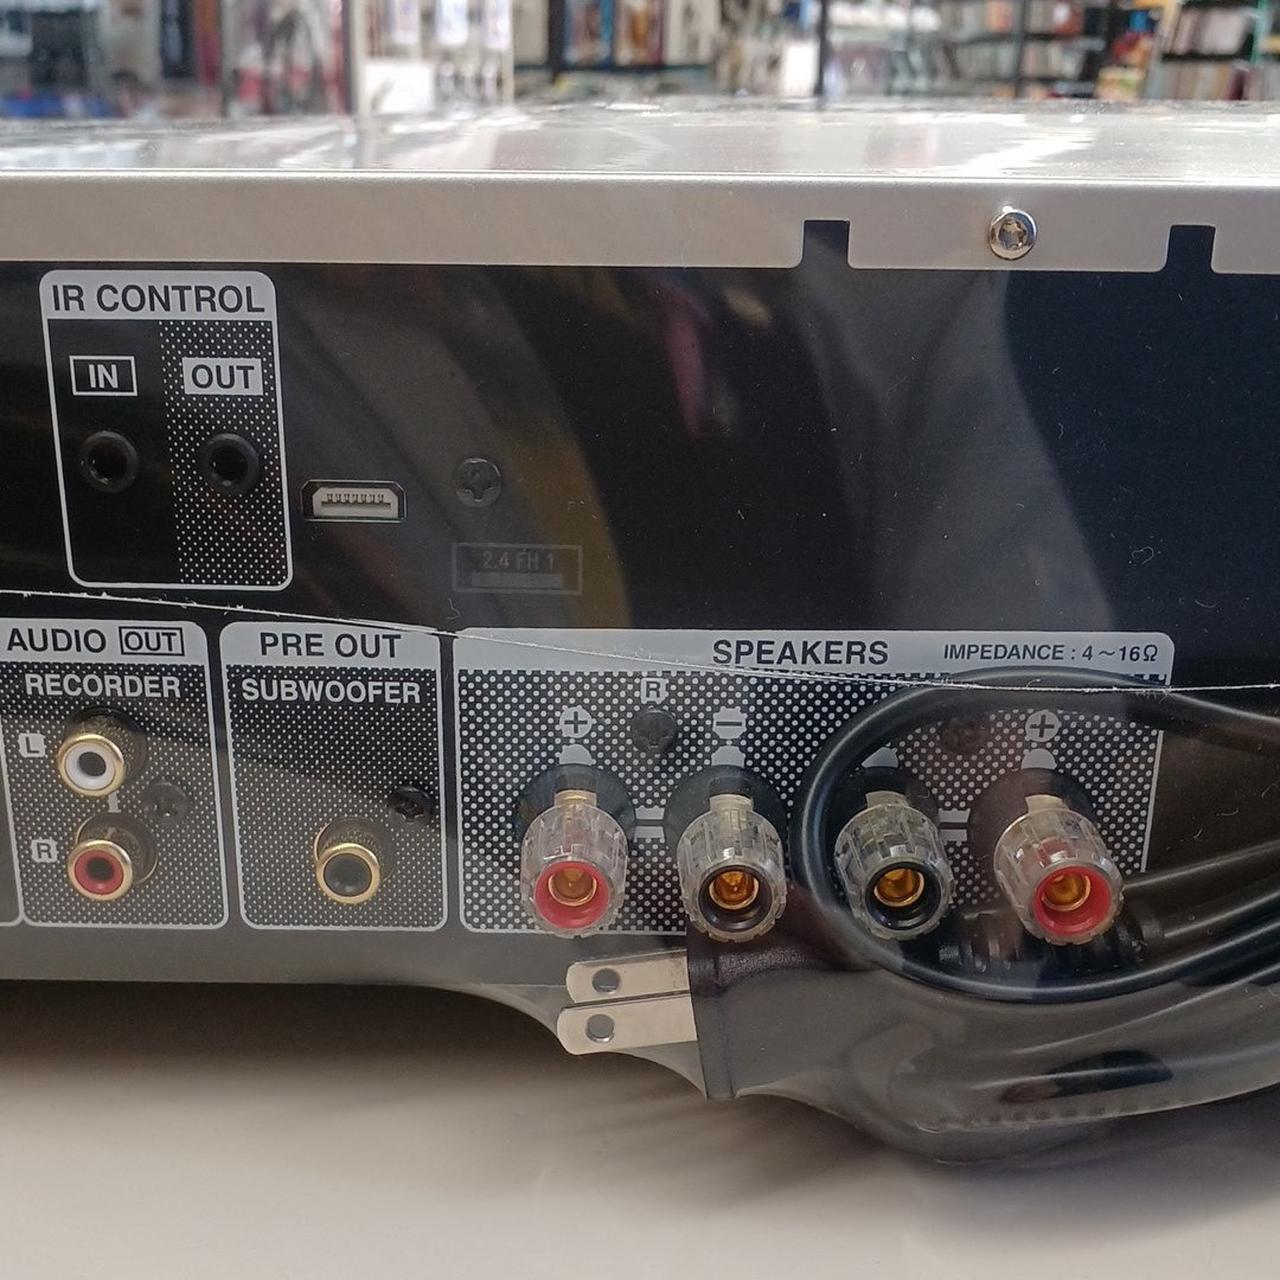 IR CONTROL
IN OUT
2.4 FH 1
AUDIO OUT
RECORDER
L
R
PRE OUT
SUBWOOFER
SPEAKERS IMPEDANCE : 4～16Ω
R
+ − +